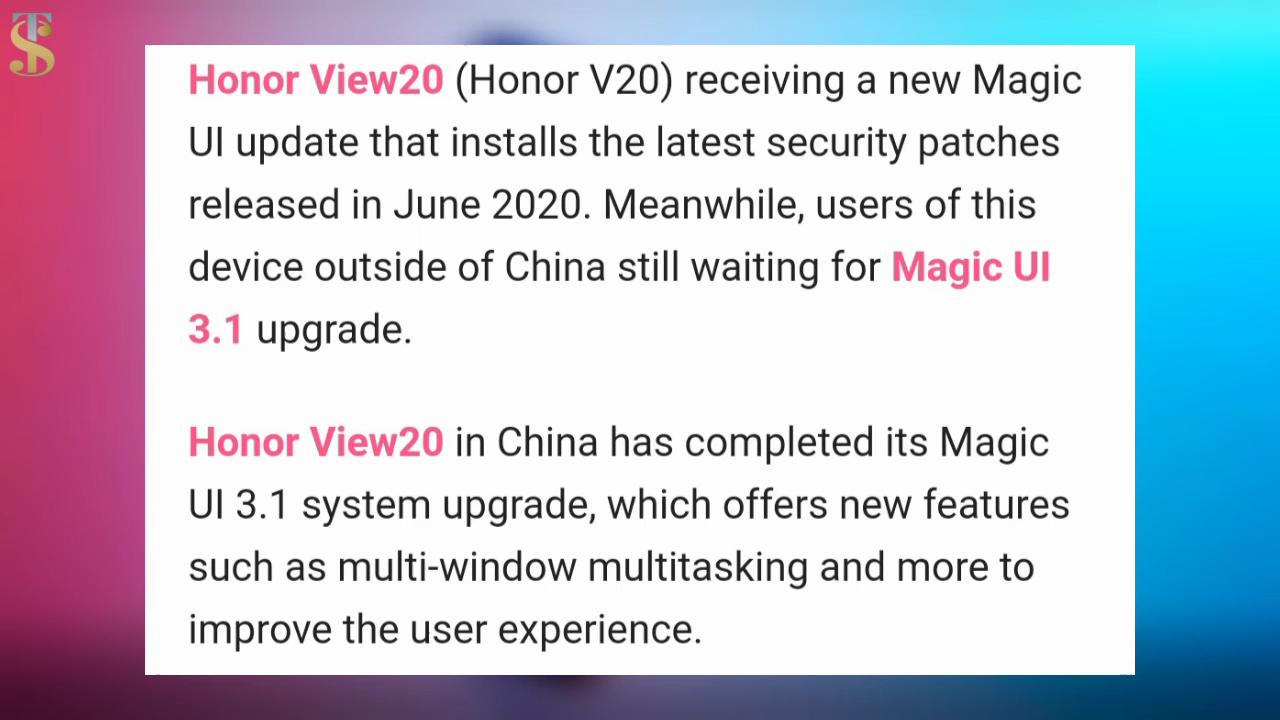 Honor View20 (Honor V20) receiving a new Magic
UI update that installs the latest security patches
released in June 2020. Meanwhile, users of this
device outside of China still waiting for Magic UI
3.1 upgrade.
Honor View20 in China has completed its Magic
UI 3.1 system upgrade, which offers new features
such as multi-window multitasking and more to
improve the user experience.